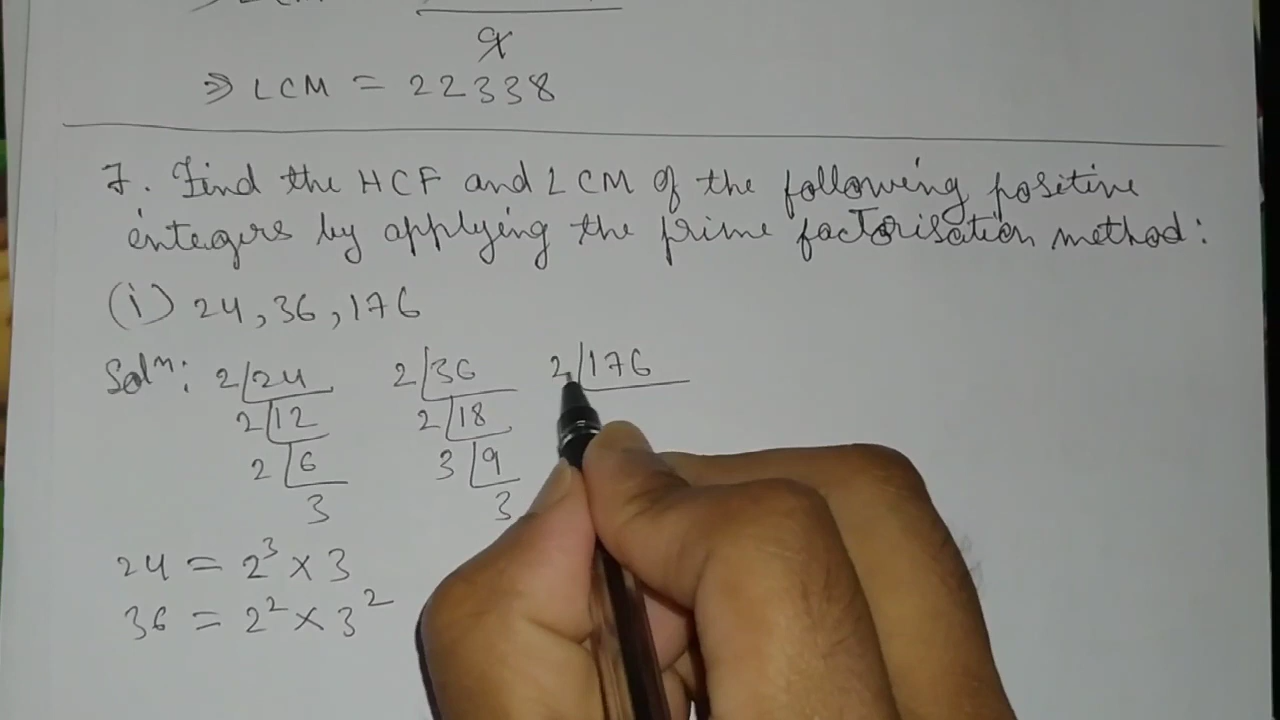 9
⇒ LCM = 22338
7. Find the HCF and LCM of the following positive
integers by applying the prime factorisation method:
(i) 24, 36, 176
Solⁿ: 2 24 2 36 2 176
2 12 2 18
2 6 3 9
3 3
24 = 2³ × 3
36 = 2² × 3²